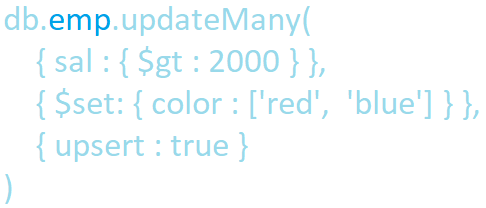 db.emp.updateMany(
{ sal : { $gt : 2000 } },
{ $set: { color : ['red', 'blue'] } },
{ upsert : true }
)